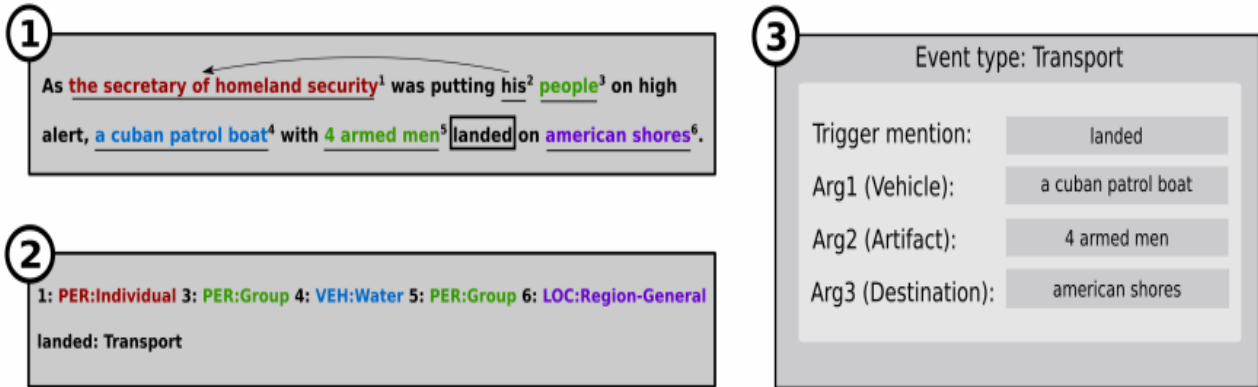 1
As the secretary of homeland security1 was putting his2 people3 on high
alert, a cuban patrol boat4 with 4 armed men5 landed on american shores6.
2
1: PER:Individual 3: PER:Group 4: VEH:Water 5: PER:Group 6: LOC:Region-General
landed: Transport
3
Event type: Transport
Trigger mention: landed
Arg1 (Vehicle): a cuban patrol boat
Arg2 (Artifact): 4 armed men
Arg3 (Destination): american shores